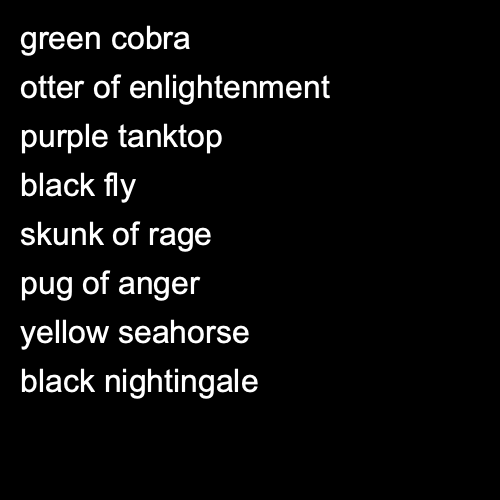 green cobra
otter of enlightenment
purple tanktop
black fly
skunk of rage
pug of anger
yellow seahorse
black nightingale